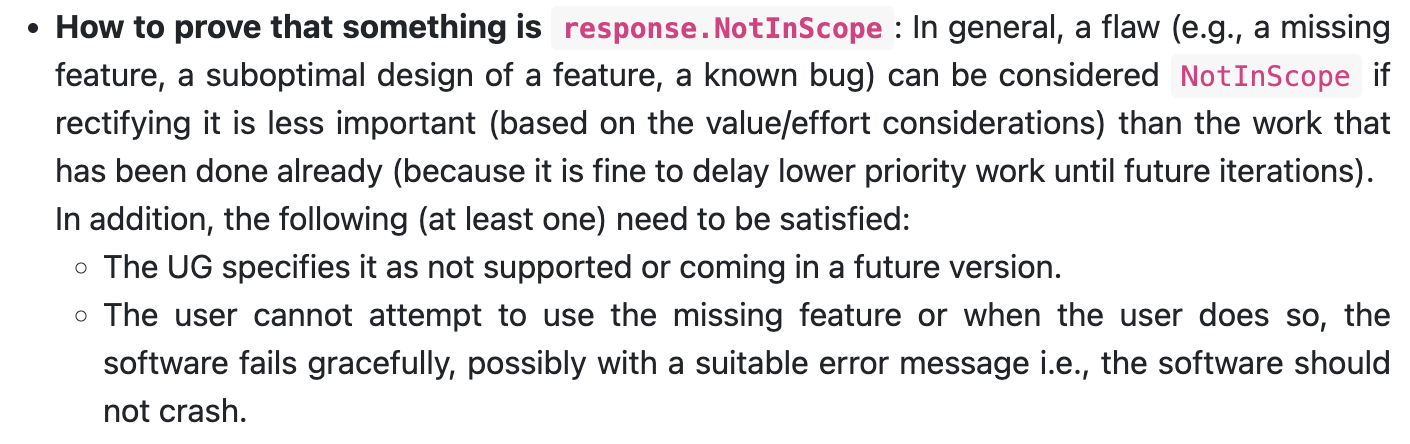 • How to prove that something is response.NotInScope: In general, a flaw (e.g., a missing
feature, a suboptimal design of a feature, a known bug) can be considered NotInScope if
rectifying it is less important (based on the value/effort considerations) than the work that
has been done already (because it is fine to delay lower priority work until future iterations).
In addition, the following (at least one) need to be satisfied:
◦ The UG specifies it as not supported or coming in a future version.
◦ The user cannot attempt to use the missing feature or when the user does so, the
software fails gracefully, possibly with a suitable error message i.e., the software should
not crash.